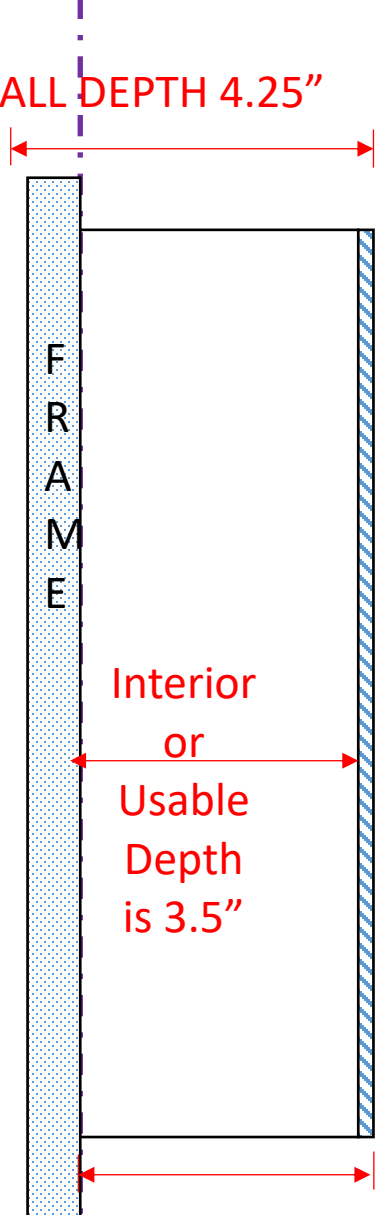 ALL DEPTH 4.25”
F
R
A
M
E
Interior
or
Usable
Depth
is 3.5”